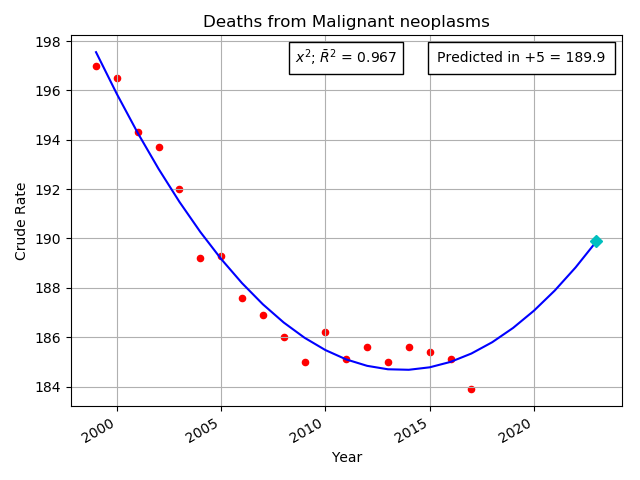 Deaths from Malignant neoplasms
x²; R̄² = 0.967
Predicted in +5 = 189.9
Crude Rate
198
196
194
192
190
188
186
184
2000
2005
2010
2015
2020
Year